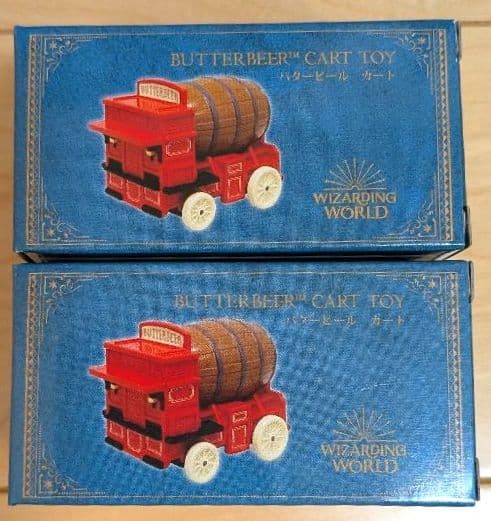 BUTTERBEER™ CART TOY
バタービール カート
BUTTERBEER
WIZARDING
WORLD
BUTTERBEER™ CART TOY
バタービール カート
BUTTERBEER
WIZARDING
WORLD